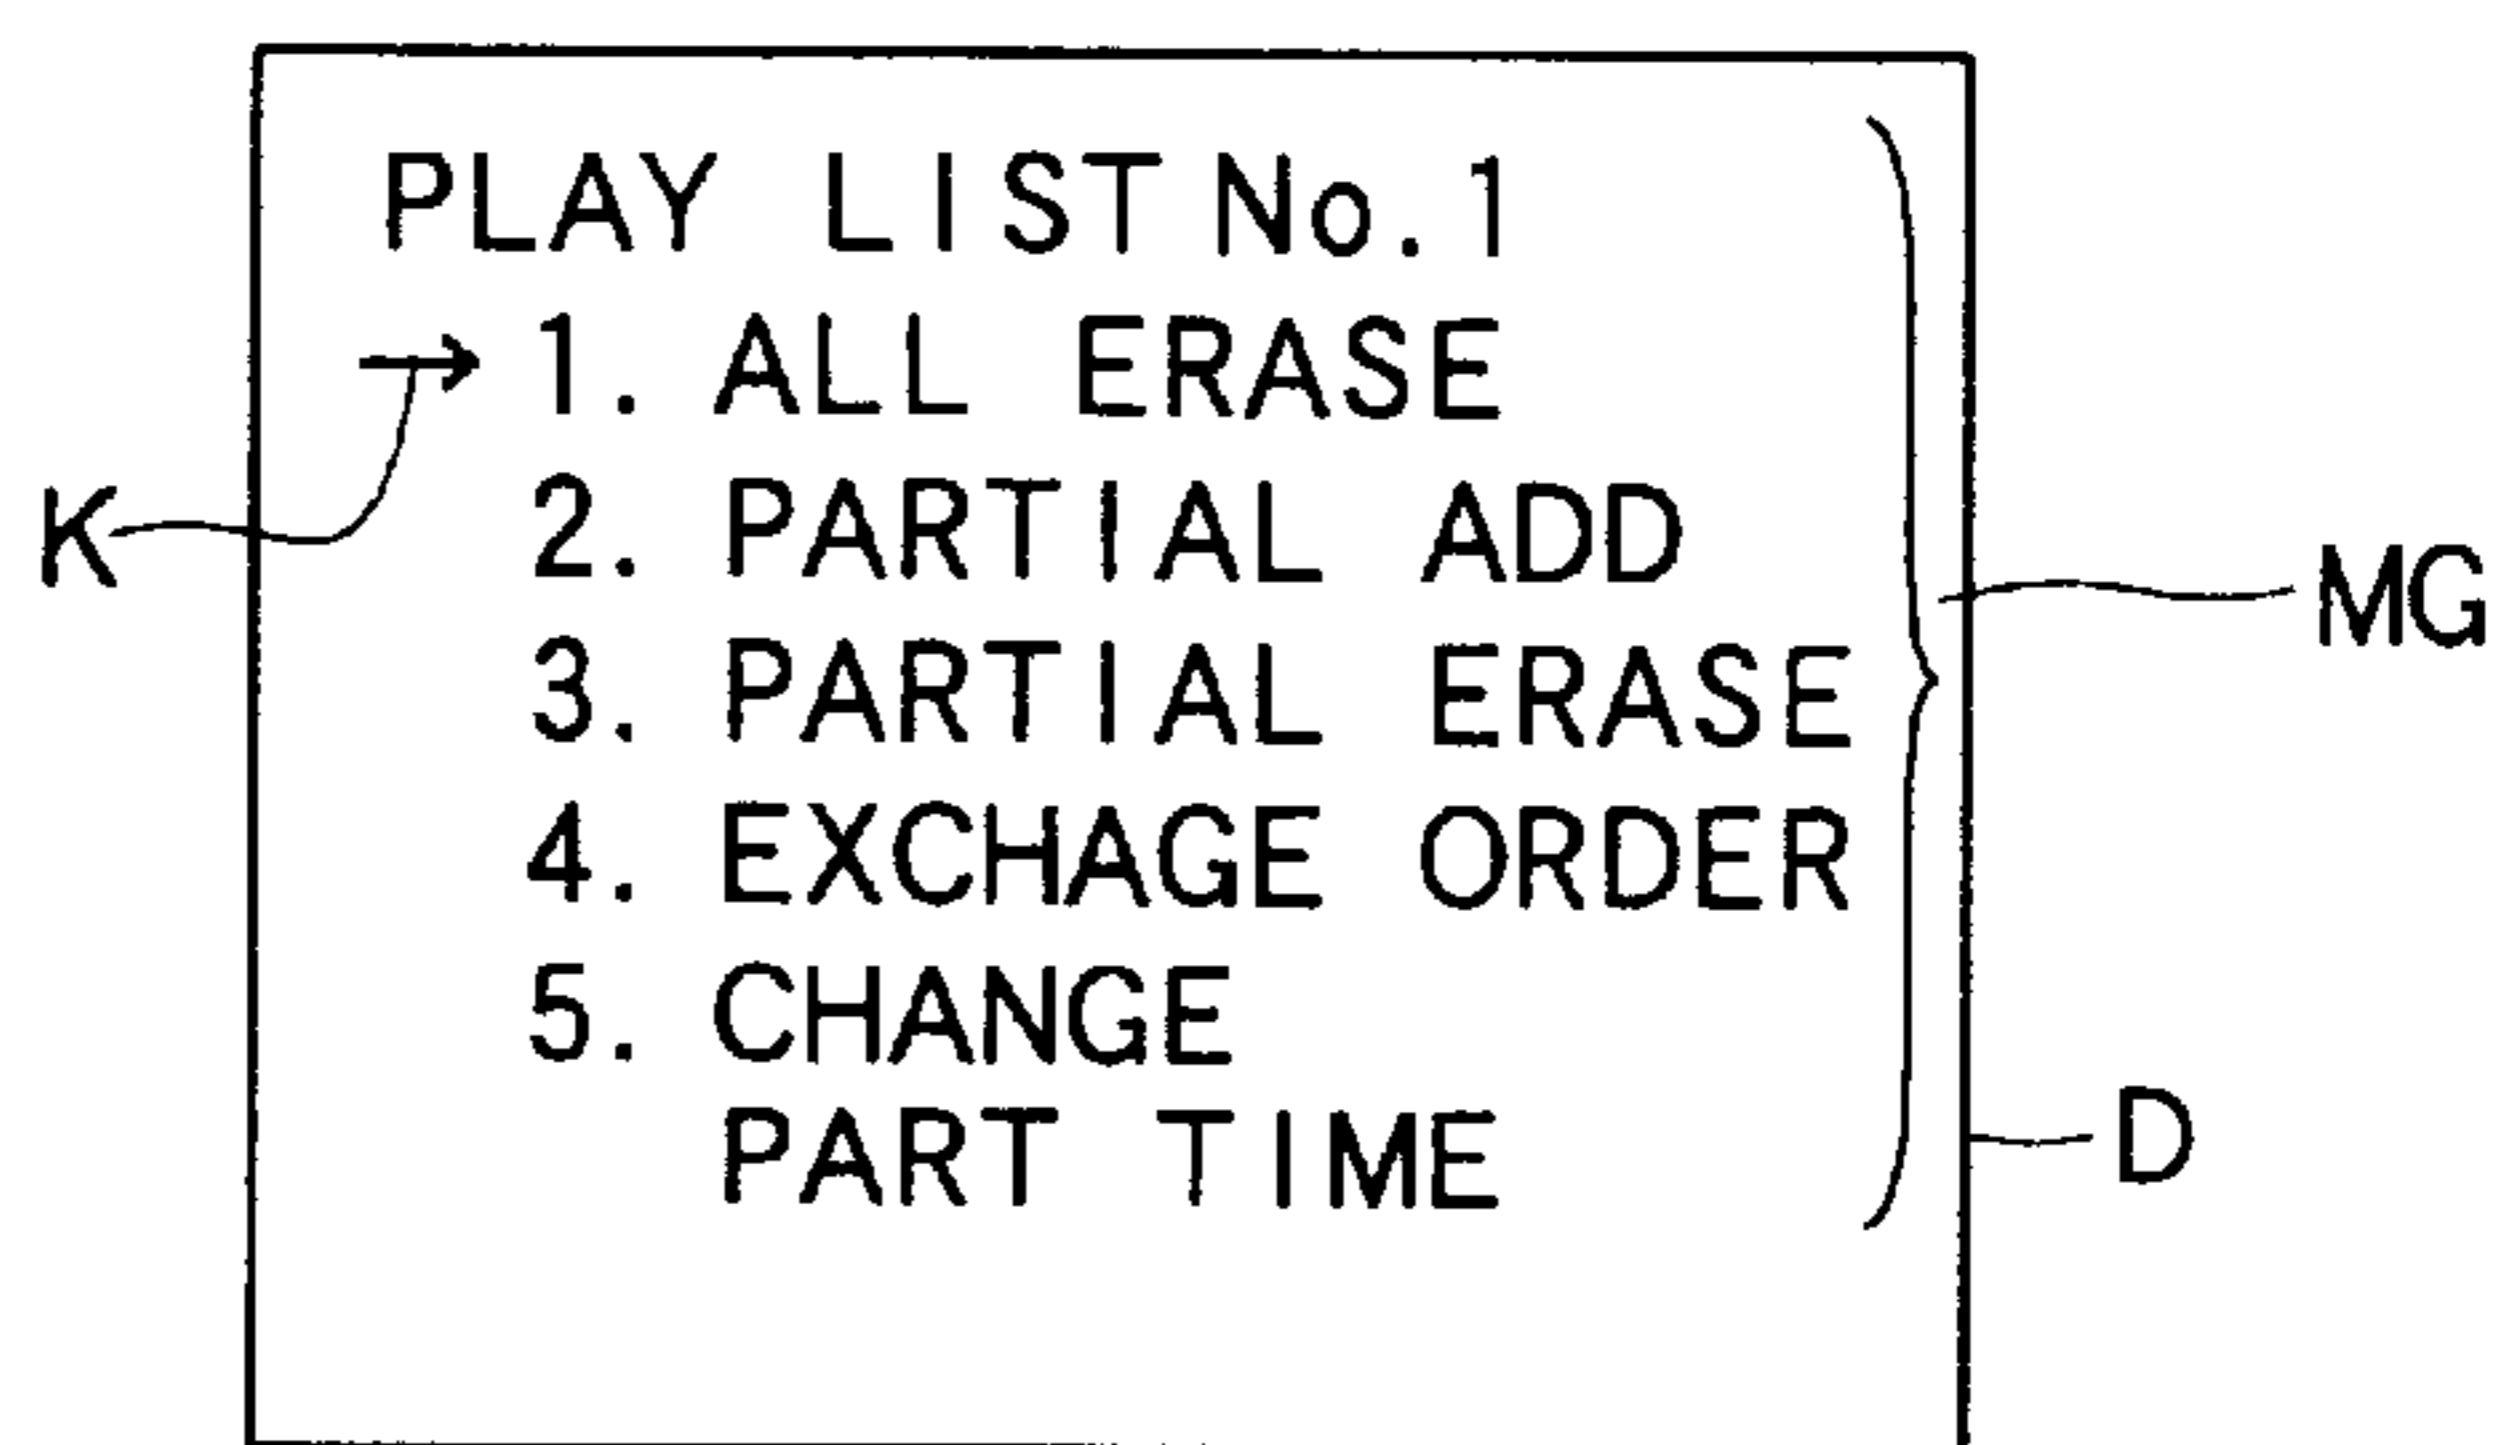 PLAY LIST No.1
→ 1. ALL ERASE
K
2. PARTIAL ADD
MG
3. PARTIAL ERASE
4. EXCHAGE ORDER
5. CHANGE
PART TIME
D